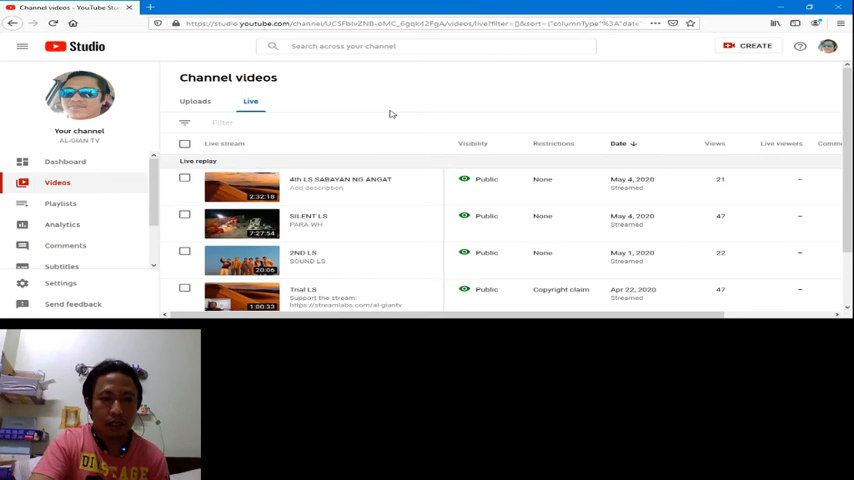 Channel videos - YouTube Stu
https://studio.youtube.com/channel/UCSFbIvZNB-oMC_6gqk42FgA/videos/live?filter=[]&sort={"columnType"%3A"date"
Studio
Search across your channel
CREATE
Channel videos
Uploads
Live
Your channel
AL-GIAN TV
Filter
Live stream Visibility Restrictions Date Views Live viewers Comme
Live replay
Dashboard
Videos
Playlists
Analytics
Comments
Subtitles
Settings
Send feedback
4th LS SABAYAN NG ANGAT Public None May 4, 2020 21 –
Add description Streamed
2:32:18
SILENT LS Public None May 4, 2020 47 –
PARA WH Streamed
7:27:54
2ND LS Public None May 1, 2020 22 –
SOUND LS Streamed
20:06
Trial LS Public Copyright claim Apr 22, 2020 47 –
Support the stream: Streamed
https://streamlabs.com/al-giantv
1:00:33